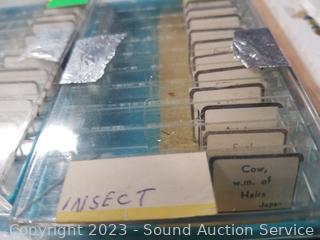 Cow,
w.m. of
Hairs
Japan
INSECT
Copyright 2023 - Sound Auction Service